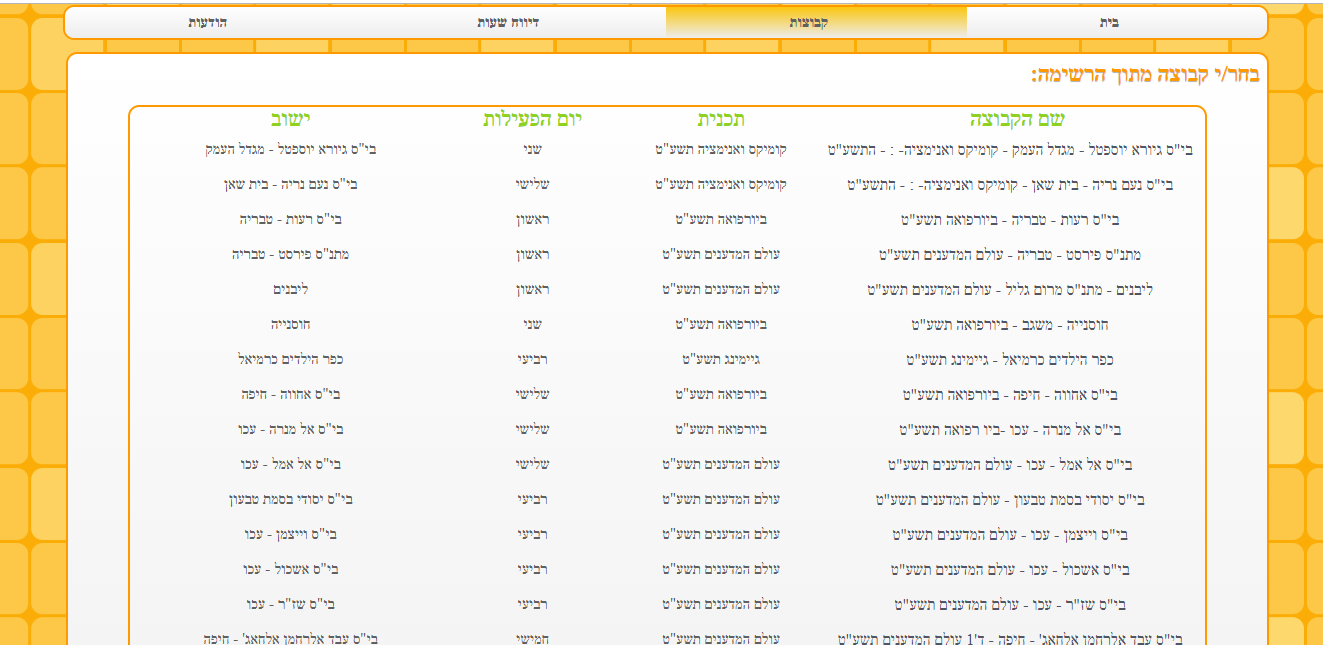 בית קבוצות דיווח שעות הודעות
בחר/י קבוצה מתוך הרשימה:
שם הקבוצה תכנית יום הפעילות ישוב
בי"ס גיורא יוספטל - מגדל העמק - קומיקס ואנימציה- : - התשע"ט קומיקס ואנימציה תשע"ט שני בי"ס גיורא יוספטל - מגדל העמק
בי"ס נעם נריה - בית שאן - קומיקס ואנימציה- : - התשע"ט קומיקס ואנימציה תשע"ט שלישי בי"ס נעם נריה - בית שאן
בי"ס רעות - טבריה - ביורפואה תשע"ט ביורפואה תשע"ט ראשון בי"ס רעות - טבריה
מתנ"ס פירסט - טבריה - עולם המדענים תשע"ט עולם המדענים תשע"ט ראשון מתנ"ס פירסט - טבריה
ליבנים - מתנ"ס מרום גליל - עולם המדענים תשע"ט עולם המדענים תשע"ט ראשון ליבנים
חוסנייה - משגב - ביורפואה תשע"ט ביורפואה תשע"ט שני חוסנייה
כפר הילדים כרמיאל - גיימינג תשע"ט גיימינג תשע"ט רביעי כפר הילדים כרמיאל
בי"ס אחווה - חיפה - ביורפואה תשע"ט ביורפואה תשע"ט שלישי בי"ס אחווה - חיפה
בי"ס אל מנרה - עכו -ביו רפואה תשע"ט ביורפואה תשע"ט שלישי בי"ס אל מנרה - עכו
בי"ס אל אמל - עכו - עולם המדענים תשע"ט עולם המדענים תשע"ט שלישי בי"ס אל אמל - עכו
בי"ס יסודי בסמת טבעון - עולם המדענים תשע"ט עולם המדענים תשע"ט רביעי בי"ס יסודי בסמת טבעון
בי"ס וייצמן - עכו - עולם המדענים תשע"ט עולם המדענים תשע"ט רביעי בי"ס וייצמן - עכו
בי"ס אשכול - עכו - עולם המדענים תשע"ט עולם המדענים תשע"ט רביעי בי"ס אשכול - עכו
בי"ס שז"ר - עכו - עולם המדענים תשע"ט עולם המדענים תשע"ט רביעי בי"ס שז"ר - עכו
בי"ס עבד אלרחמן אלחאג' - חיפה - ד'1 עולם המדענים תשע"ט עולם המדענים תשע"ט חמישי בי"ס עבד אלרחמן אלחאג' - חיפה